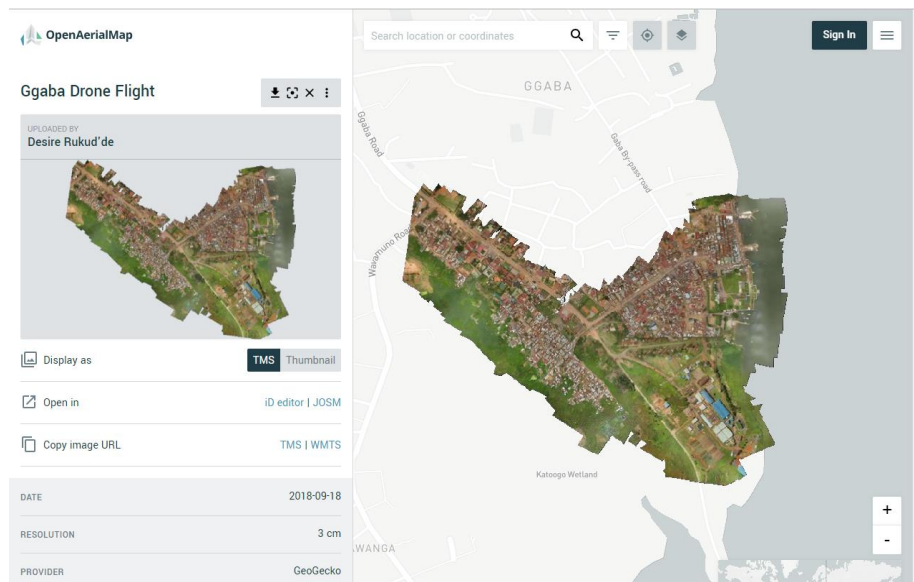 OpenAerialMap
Search location or coordinates
Sign In
Ggaba Drone Flight
UPLOADED BY
Desire Rukud'de
Display as
TMS Thumbnail
Open in
iD editor | JOSM
Copy image URL
TMS | WMTS
DATE
2018-09-18
RESOLUTION
3 cm
PROVIDER
GeoGecko
GGABA
Ggaba Road
Gaba By-pass road
Wavamuno Road
Katoogo Wetland
WANGA
+
-